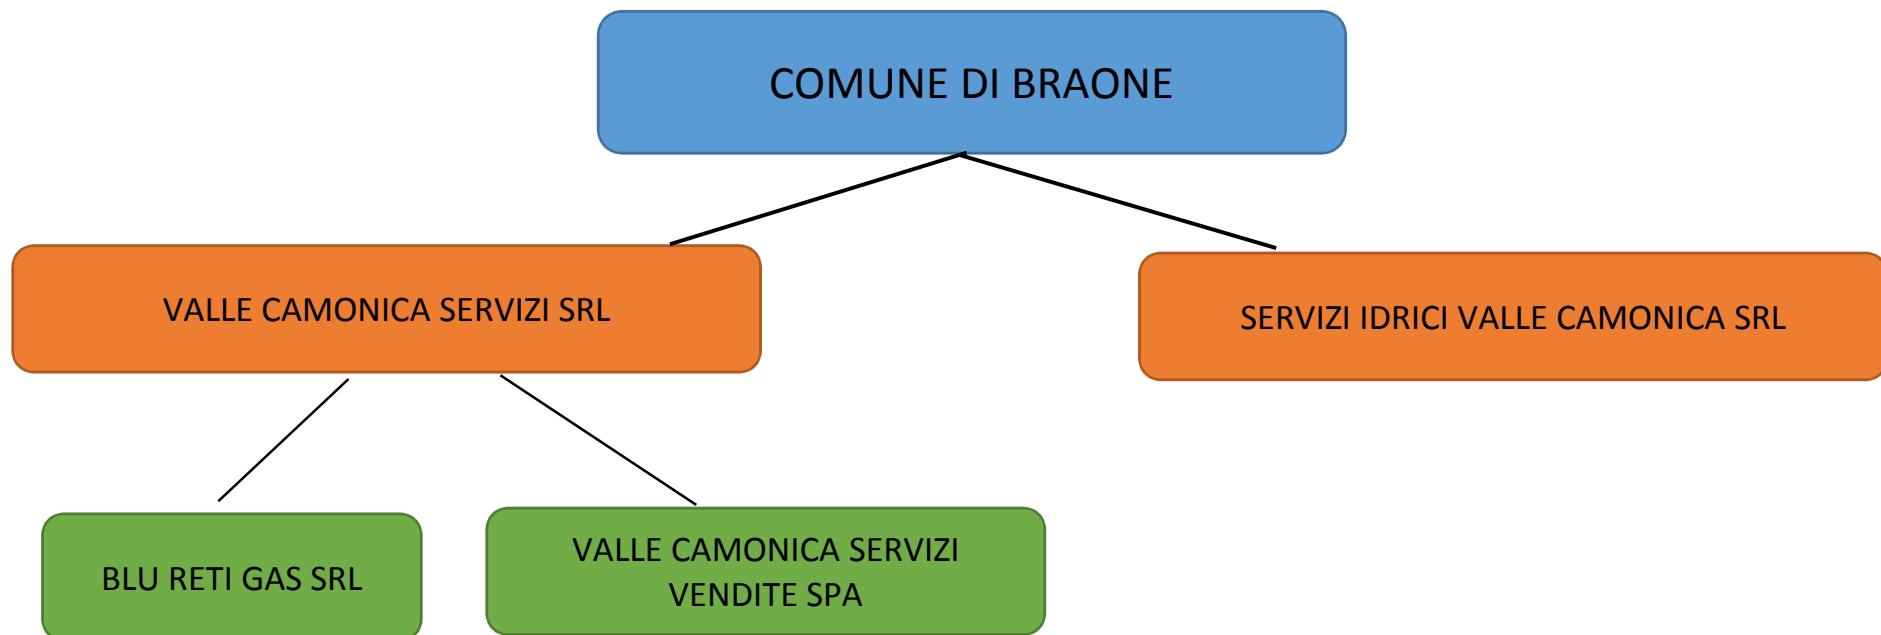 COMUNE DI BRAONE
VALLE CAMONICA SERVIZI SRL
SERVIZI IDRICI VALLE CAMONICA SRL
BLU RETI GAS SRL
VALLE CAMONICA SERVIZI
VENDITE SPA